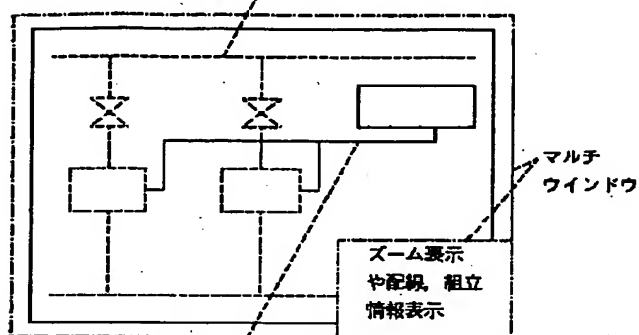 マルチ
ウインドウ
ズーム表示
や配線，組立
情報表示